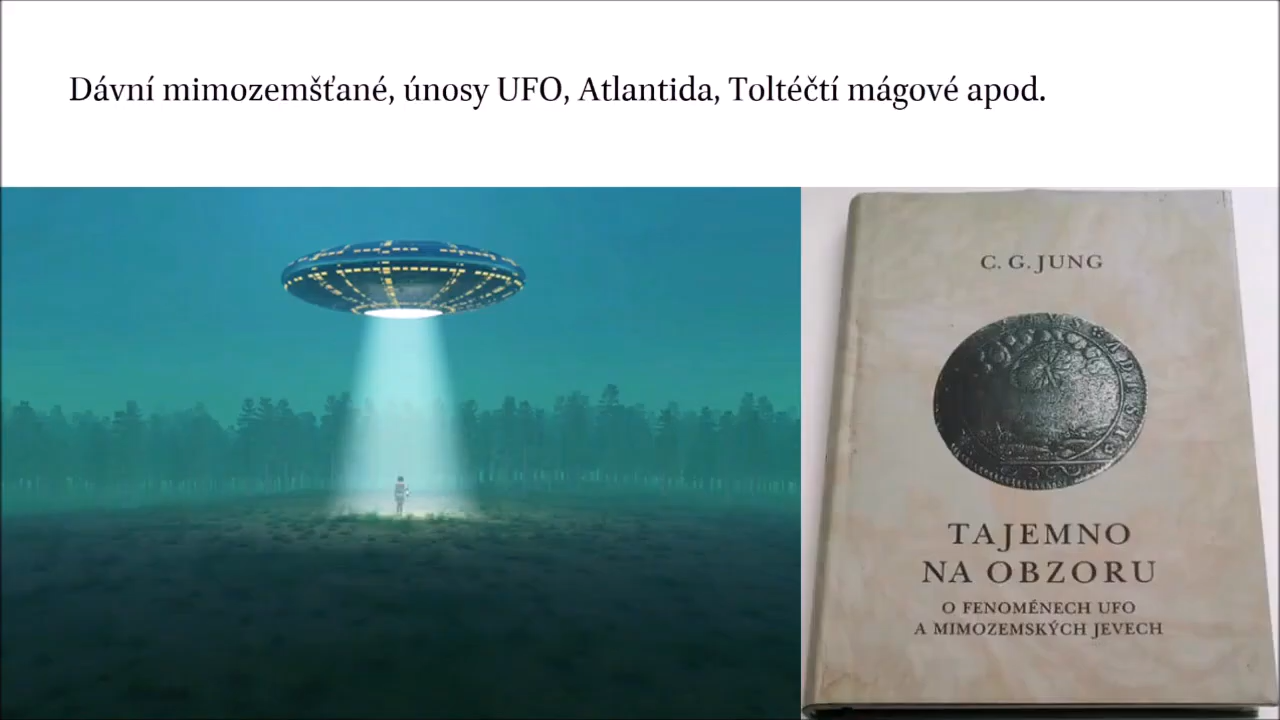 Dávní mimozemšťané, únosy UFO, Atlantida, Toltéčtí mágové apod.
C. G. JUNG
TAJEMNO
NA OBZORU
O FENOMÉNECH UFO
A MIMOZEMSKÝCH JEVECH